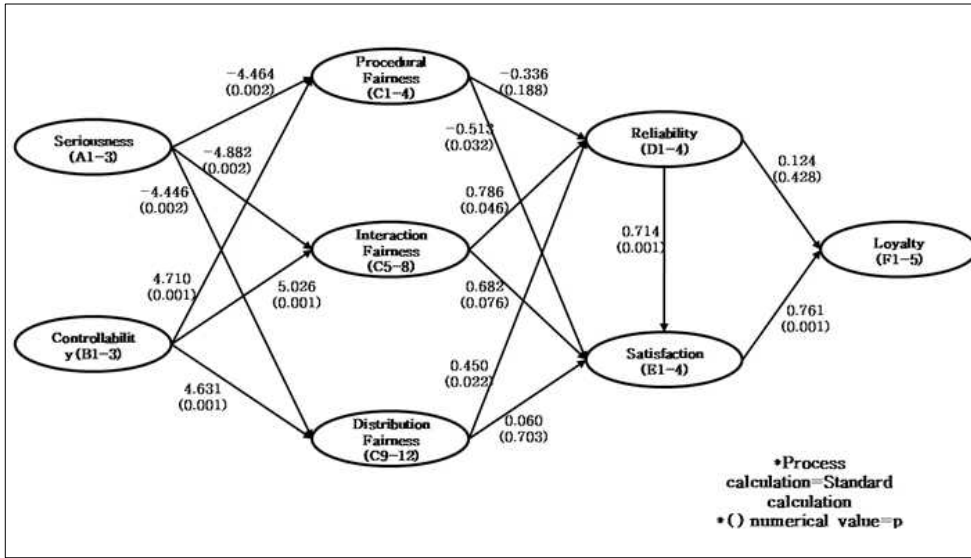 -4.464
(0.002)
Procedural
Fairness
(C1-4)
-0.336
(0.188)
Seriousness
(A1-3)
-4.882
(0.002)
-4.446
(0.002)
-0.513
(0.032)
Reliability
(D1-4)
0.124
(0.428)
0.786
(0.046)
Interaction
Fairness
(C5-8)
0.714
(0.001)
Loyalty
(F1-5)
4.710
(0.001)
5.026
(0.001)
0.682
(0.076)
0.761
(0.001)
Controllabilit
y (B1-3)
4.631
(0.001)
0.450
(0.022)
Satisfaction
(E1-4)
Distribution
Fairness
(C9-12)
0.060
(0.703)
*Process
calculation=Standard
calculation
*( ) numerical value=p